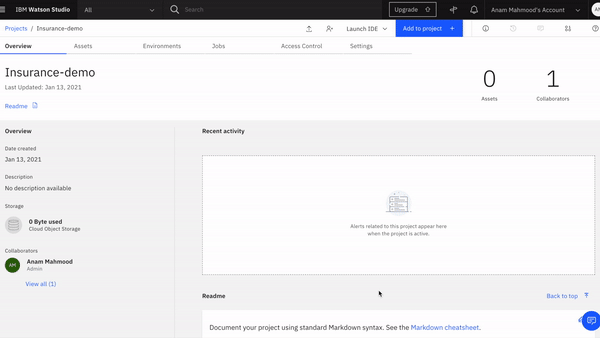 IBM Watson Studio
All
Search
Upgrade
Anam Mahmood's Account
AM
Projects / Insurance-demo
Launch IDE
Add to project +
Overview
Assets
Environments
Jobs
Access Control
Settings
Insurance-demo
Last Updated: Jan 13, 2021
Readme
0
Assets
1
Collaborators
Overview
Date created
Jan 13, 2021
Description
No description available
Storage
0 Byte used
Cloud Object Storage
Collaborators
AM
Anam Mahmood
Admin
View all (1)
Recent activity
Alerts related to this project appear here
when the project is active.
Readme
Back to top
Document your project using standard Markdown syntax. See the Markdown cheatsheet.